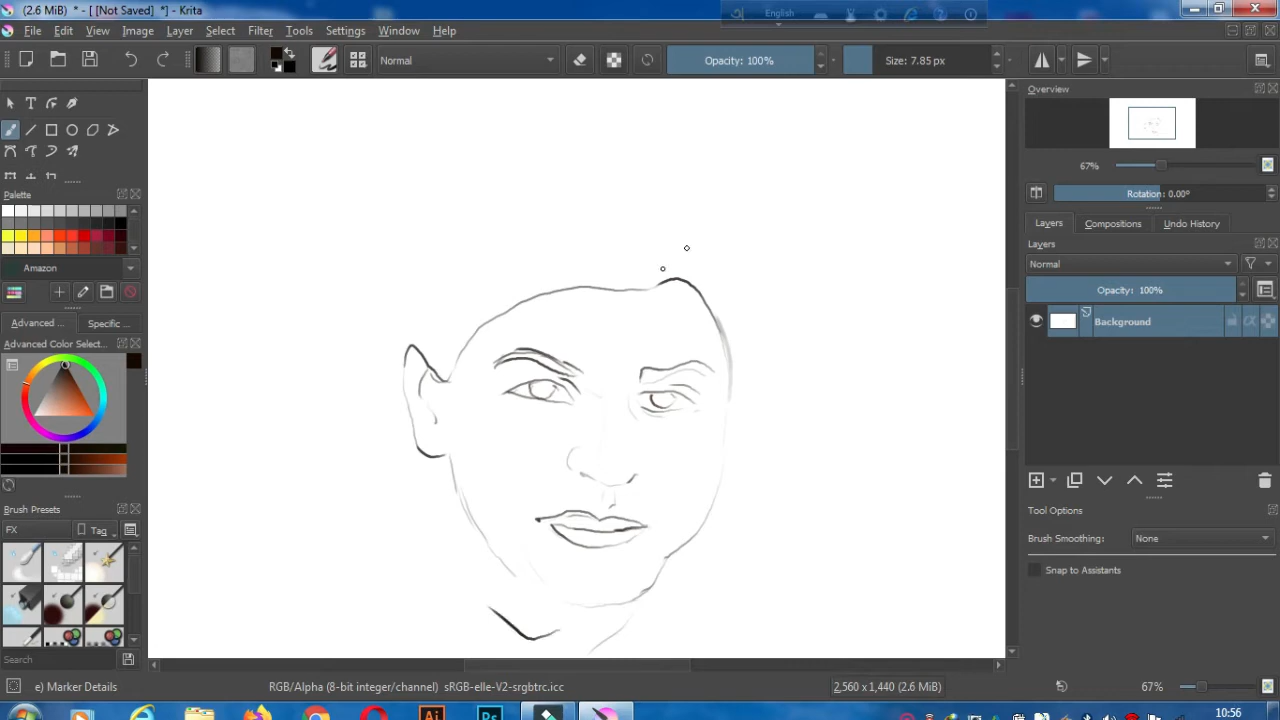 (2.6 MiB) * - [ [Not Saved]  *] - Krita
English
File Edit View Image Layer Select Filter Tools Settings Window Help
Normal
Opacity: 100%
Size: 7.85 px
Overview
67%
Rotation: 0.00°
Palette
Amazon
Layers Compositions Undo History
Layers
Normal
Opacity: 100%
Background
Advanced ... Specific ...
Advanced Color Select...
Brush Presets
FX Tag
Search
Tool Options
Brush Smoothing: None
Snap to Assistants
e) Marker Details
RGB/Alpha (8-bit integer/channel)  sRGB-elle-V2-srgbtrc.icc
2,560 x 1,440 (2.6 MiB)
67%
Ai
Ps
10:56